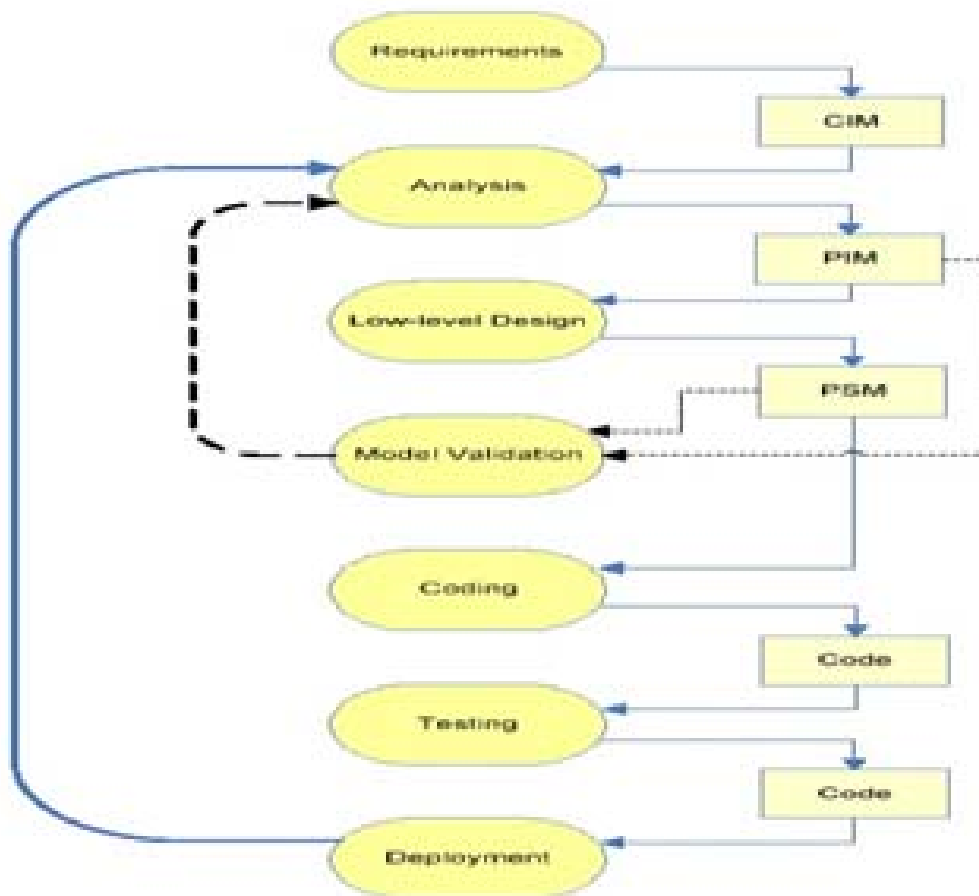 Requirements
CIM
Analysis
PIM
Low-level Design
PSM
Model Validation
Coding
Code
Testing
Code
Deployment